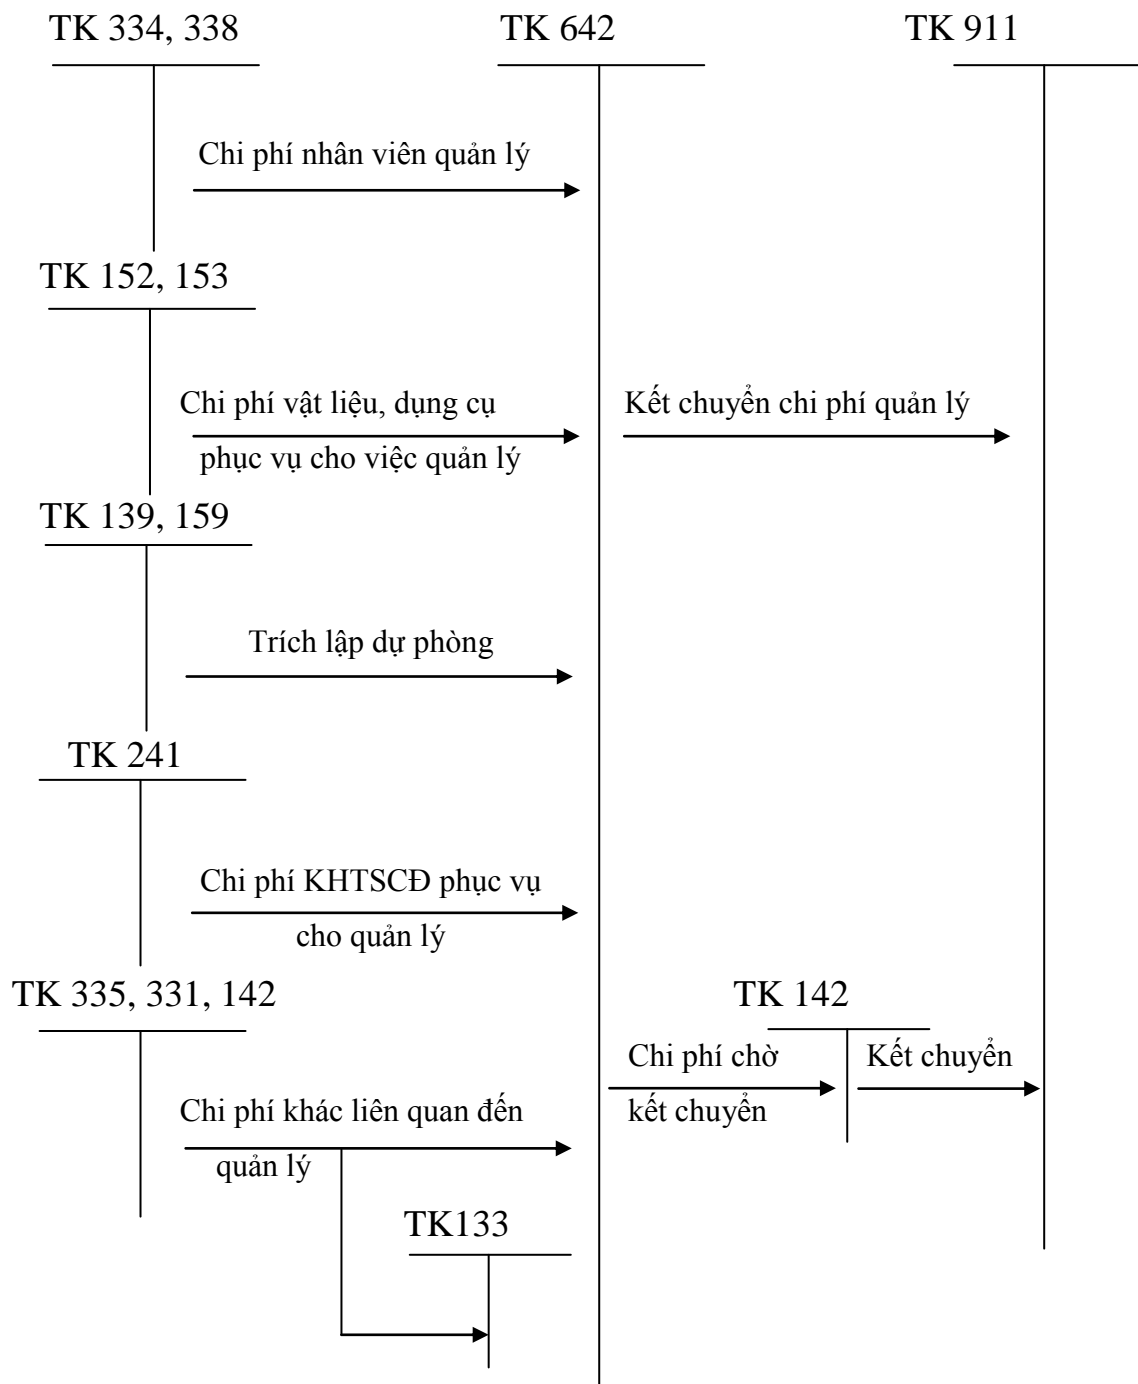 TK 334, 338
TK 642
TK 911
Chi phí nhân viên quản lý
TK 152, 153
Chi phí vật liệu, dụng cụ
phục vụ cho việc quản lý
Kết chuyển chi phí quản lý
TK 139, 159
Trích lập dự phòng
TK 241
Chi phí KHTSCĐ phục vụ
cho quản lý
TK 335, 331, 142
TK 142
Chi phí chờ
kết chuyển
Kết chuyển
Chi phí khác liên quan đến
quản lý
TK133